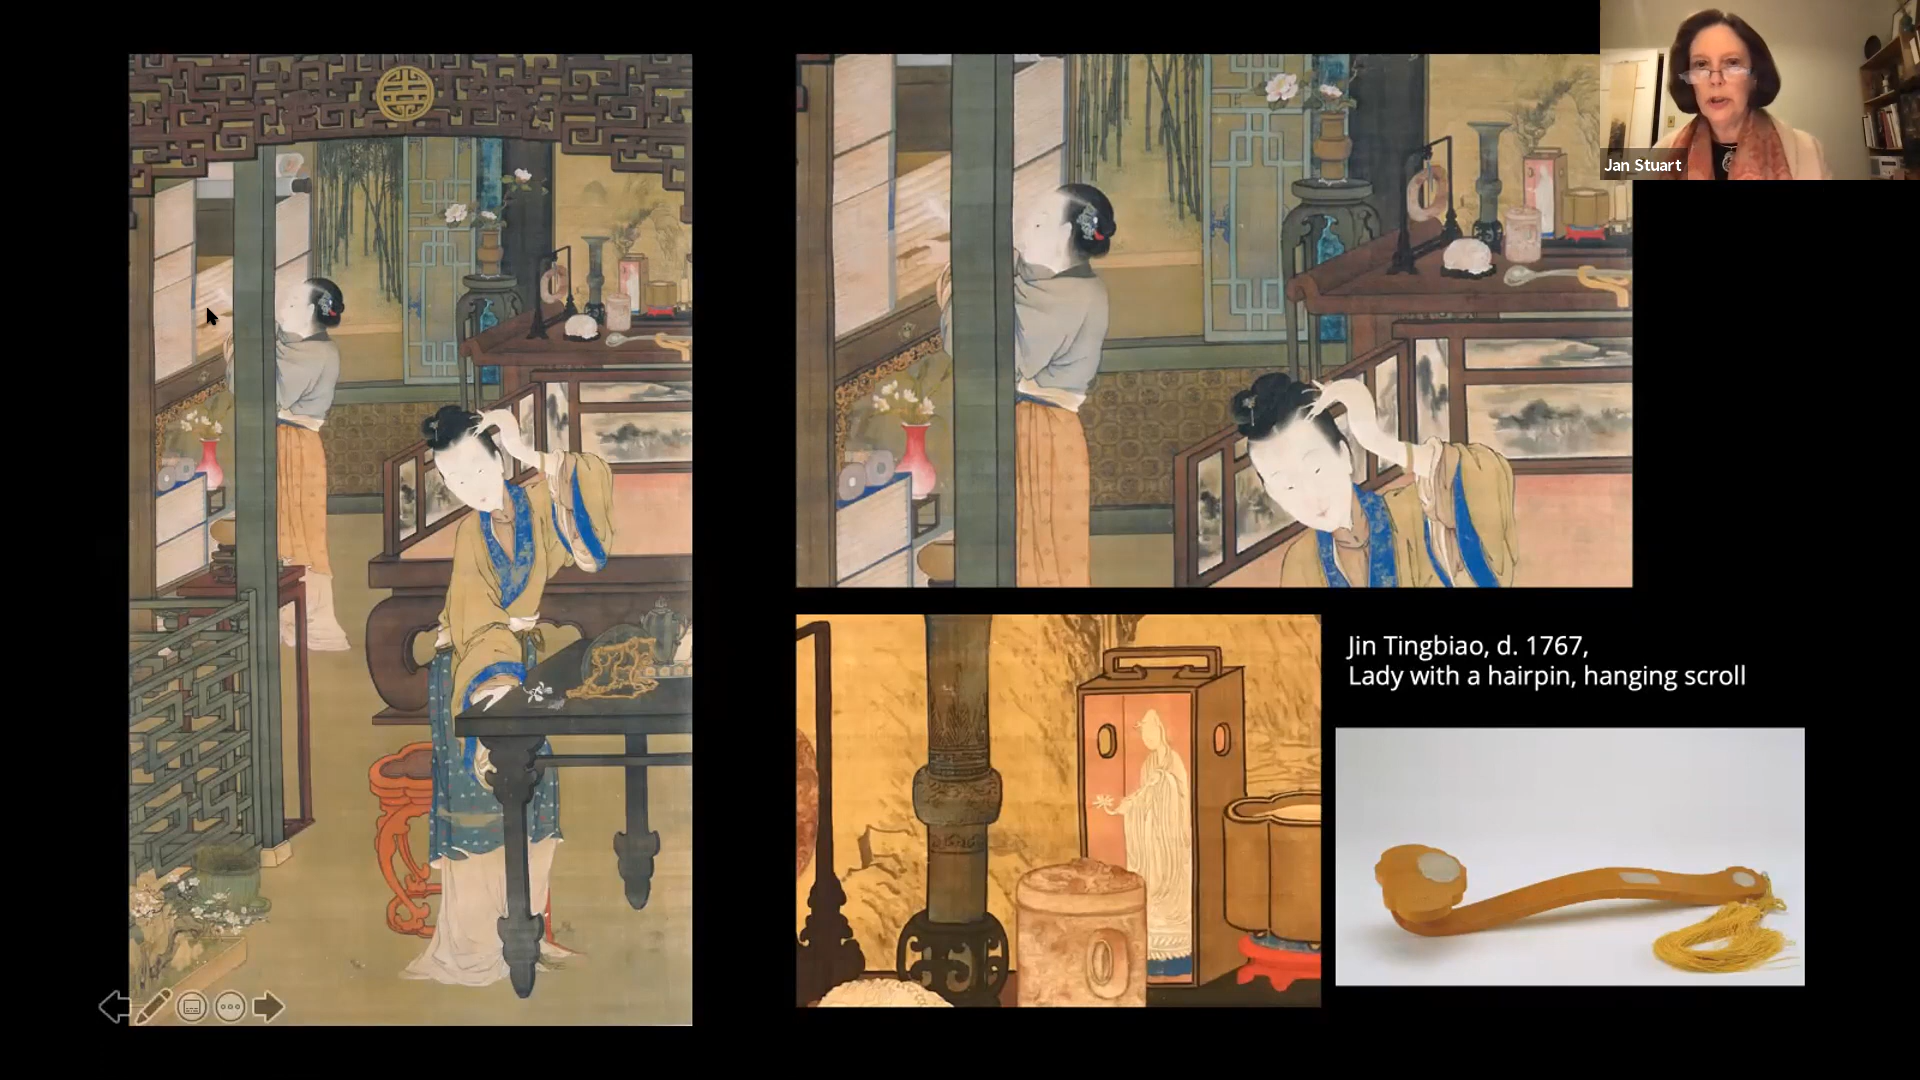 Jan Stuart
Jin Tingbiao, d. 1767,
Lady with a hairpin, hanging scroll